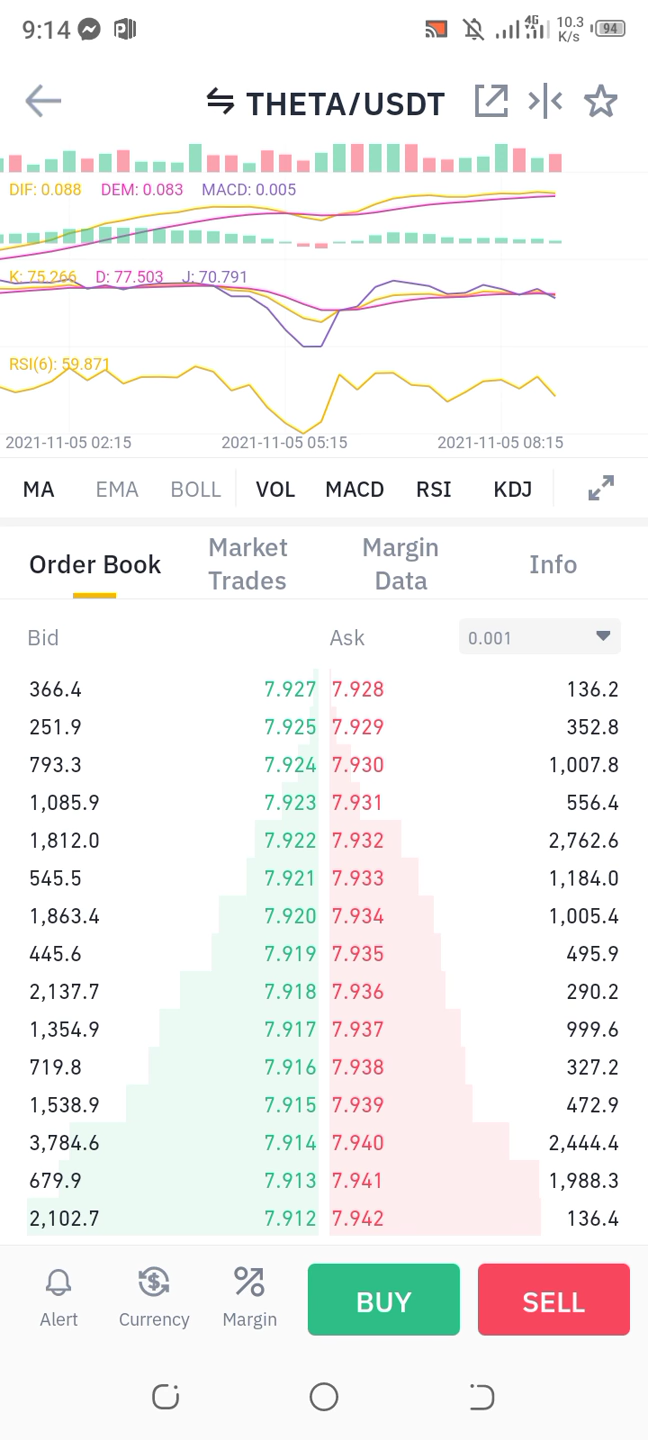 9:14 4G 10.3 K/s 94
THETA/USDT
DIF: 0.088 DEM: 0.083 MACD: 0.005
K: 75.266 D: 77.503 J: 70.791
RSI(6): 59.871
2021-11-05 02:15 2021-11-05 05:15 2021-11-05 08:15
MA EMA BOLL VOL MACD RSI KDJ
Order Book Market Trades Margin Data Info
Bid Ask 0.001
366.4 7.927 7.928 136.2
251.9 7.925 7.929 352.8
793.3 7.924 7.930 1,007.8
1,085.9 7.923 7.931 556.4
1,812.0 7.922 7.932 2,762.6
545.5 7.921 7.933 1,184.0
1,863.4 7.920 7.934 1,005.4
445.6 7.919 7.935 495.9
2,137.7 7.918 7.936 290.2
1,354.9 7.917 7.937 999.6
719.8 7.916 7.938 327.2
1,538.9 7.915 7.939 472.9
3,784.6 7.914 7.940 2,444.4
679.9 7.913 7.941 1,988.3
2,102.7 7.912 7.942 136.4
Alert Currency Margin BUY SELL